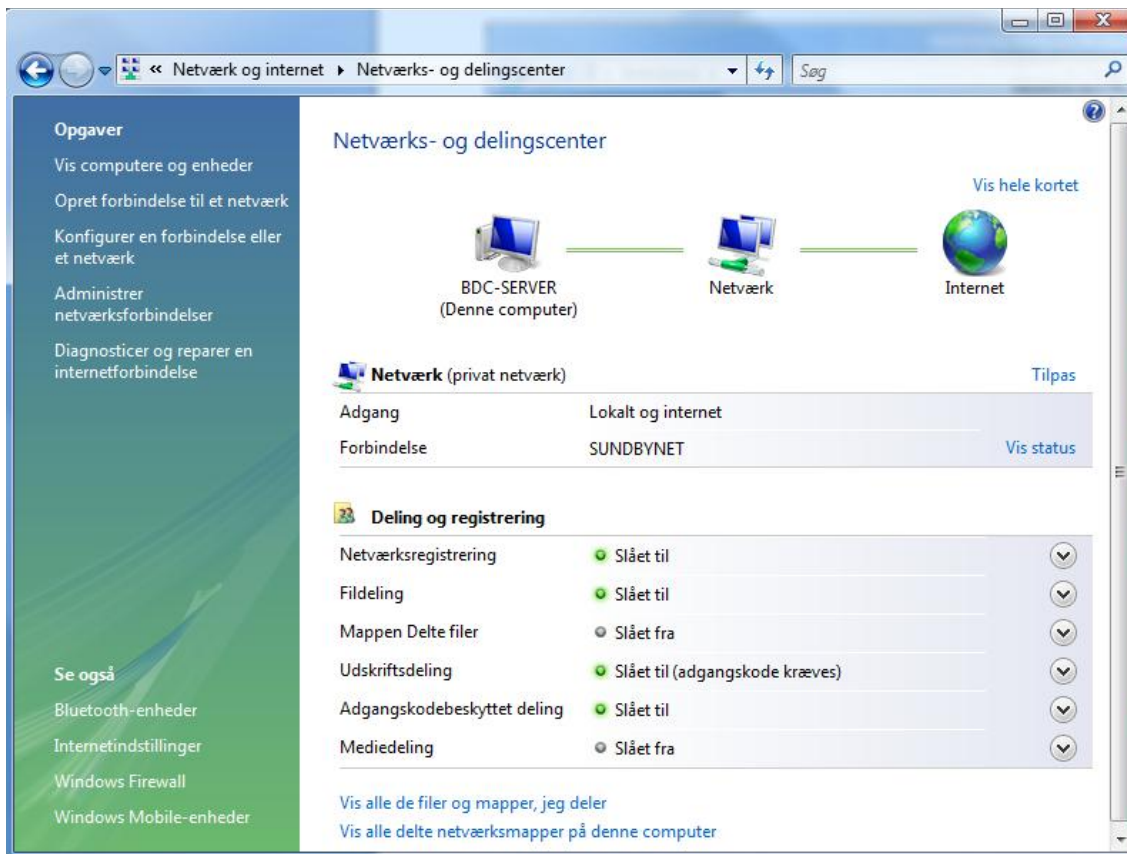 « Netværk og internet ▸ Netværks- og delingscenter
Søg
Opgaver
Vis computere og enheder
Opret forbindelse til et netværk
Konfigurer en forbindelse eller
et netværk
Administrer
netværksforbindelser
Diagnosticer og reparer en
internetforbindelse
Se også
Bluetooth-enheder
Internetindstillinger
Windows Firewall
Windows Mobile-enheder
Netværks- og delingscenter
Vis hele kortet
BDC-SERVER
(Denne computer)
Netværk
Internet
Netværk (privat netværk) Tilpas
Adgang Lokalt og internet
Forbindelse SUNDBYNET Vis status
Deling og registrering
Netværksregistrering Slået til
Fildeling Slået til
Mappen Delte filer Slået fra
Udskriftsdeling Slået til (adgangskode kræves)
Adgangskodebeskyttet deling Slået til
Mediedeling Slået fra
Vis alle de filer og mapper, jeg deler
Vis alle delte netværksmapper på denne computer